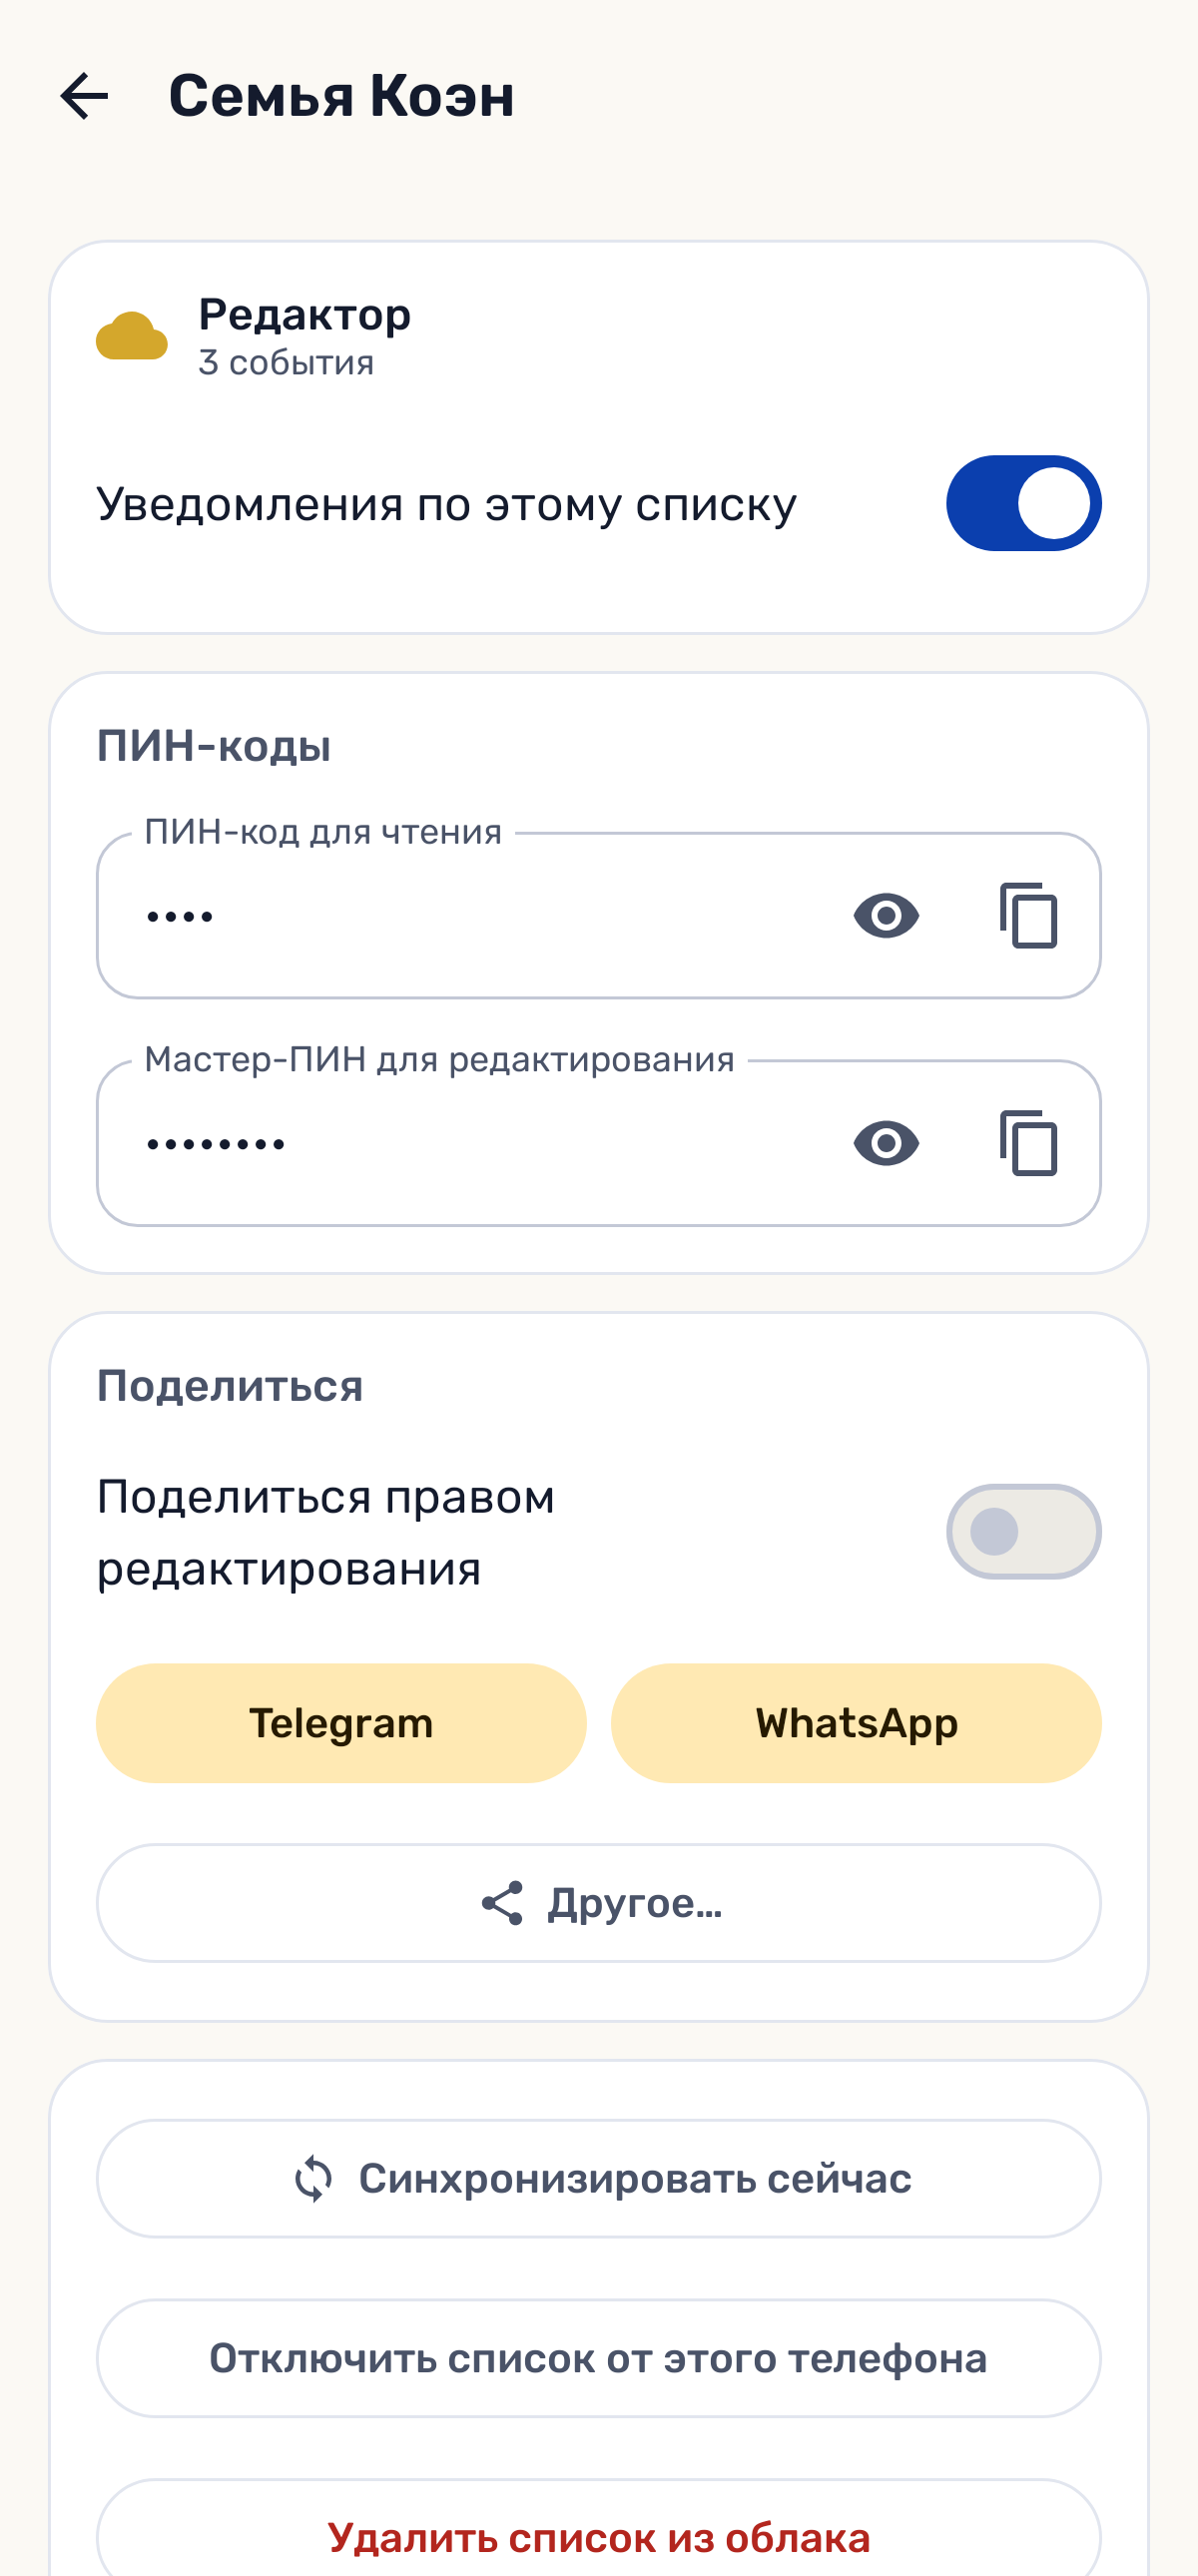 Семья Коэн
Редактор
3 события
Уведомления по этому списку
ПИН-коды
ПИН-код для чтения
••••
Мастер-ПИН для редактирования
••••••••
Поделиться
Поделиться правом
редактирования
Telegram
WhatsApp
Другое...
Синхронизировать сейчас
Отключить список от этого телефона
Удалить список из облака